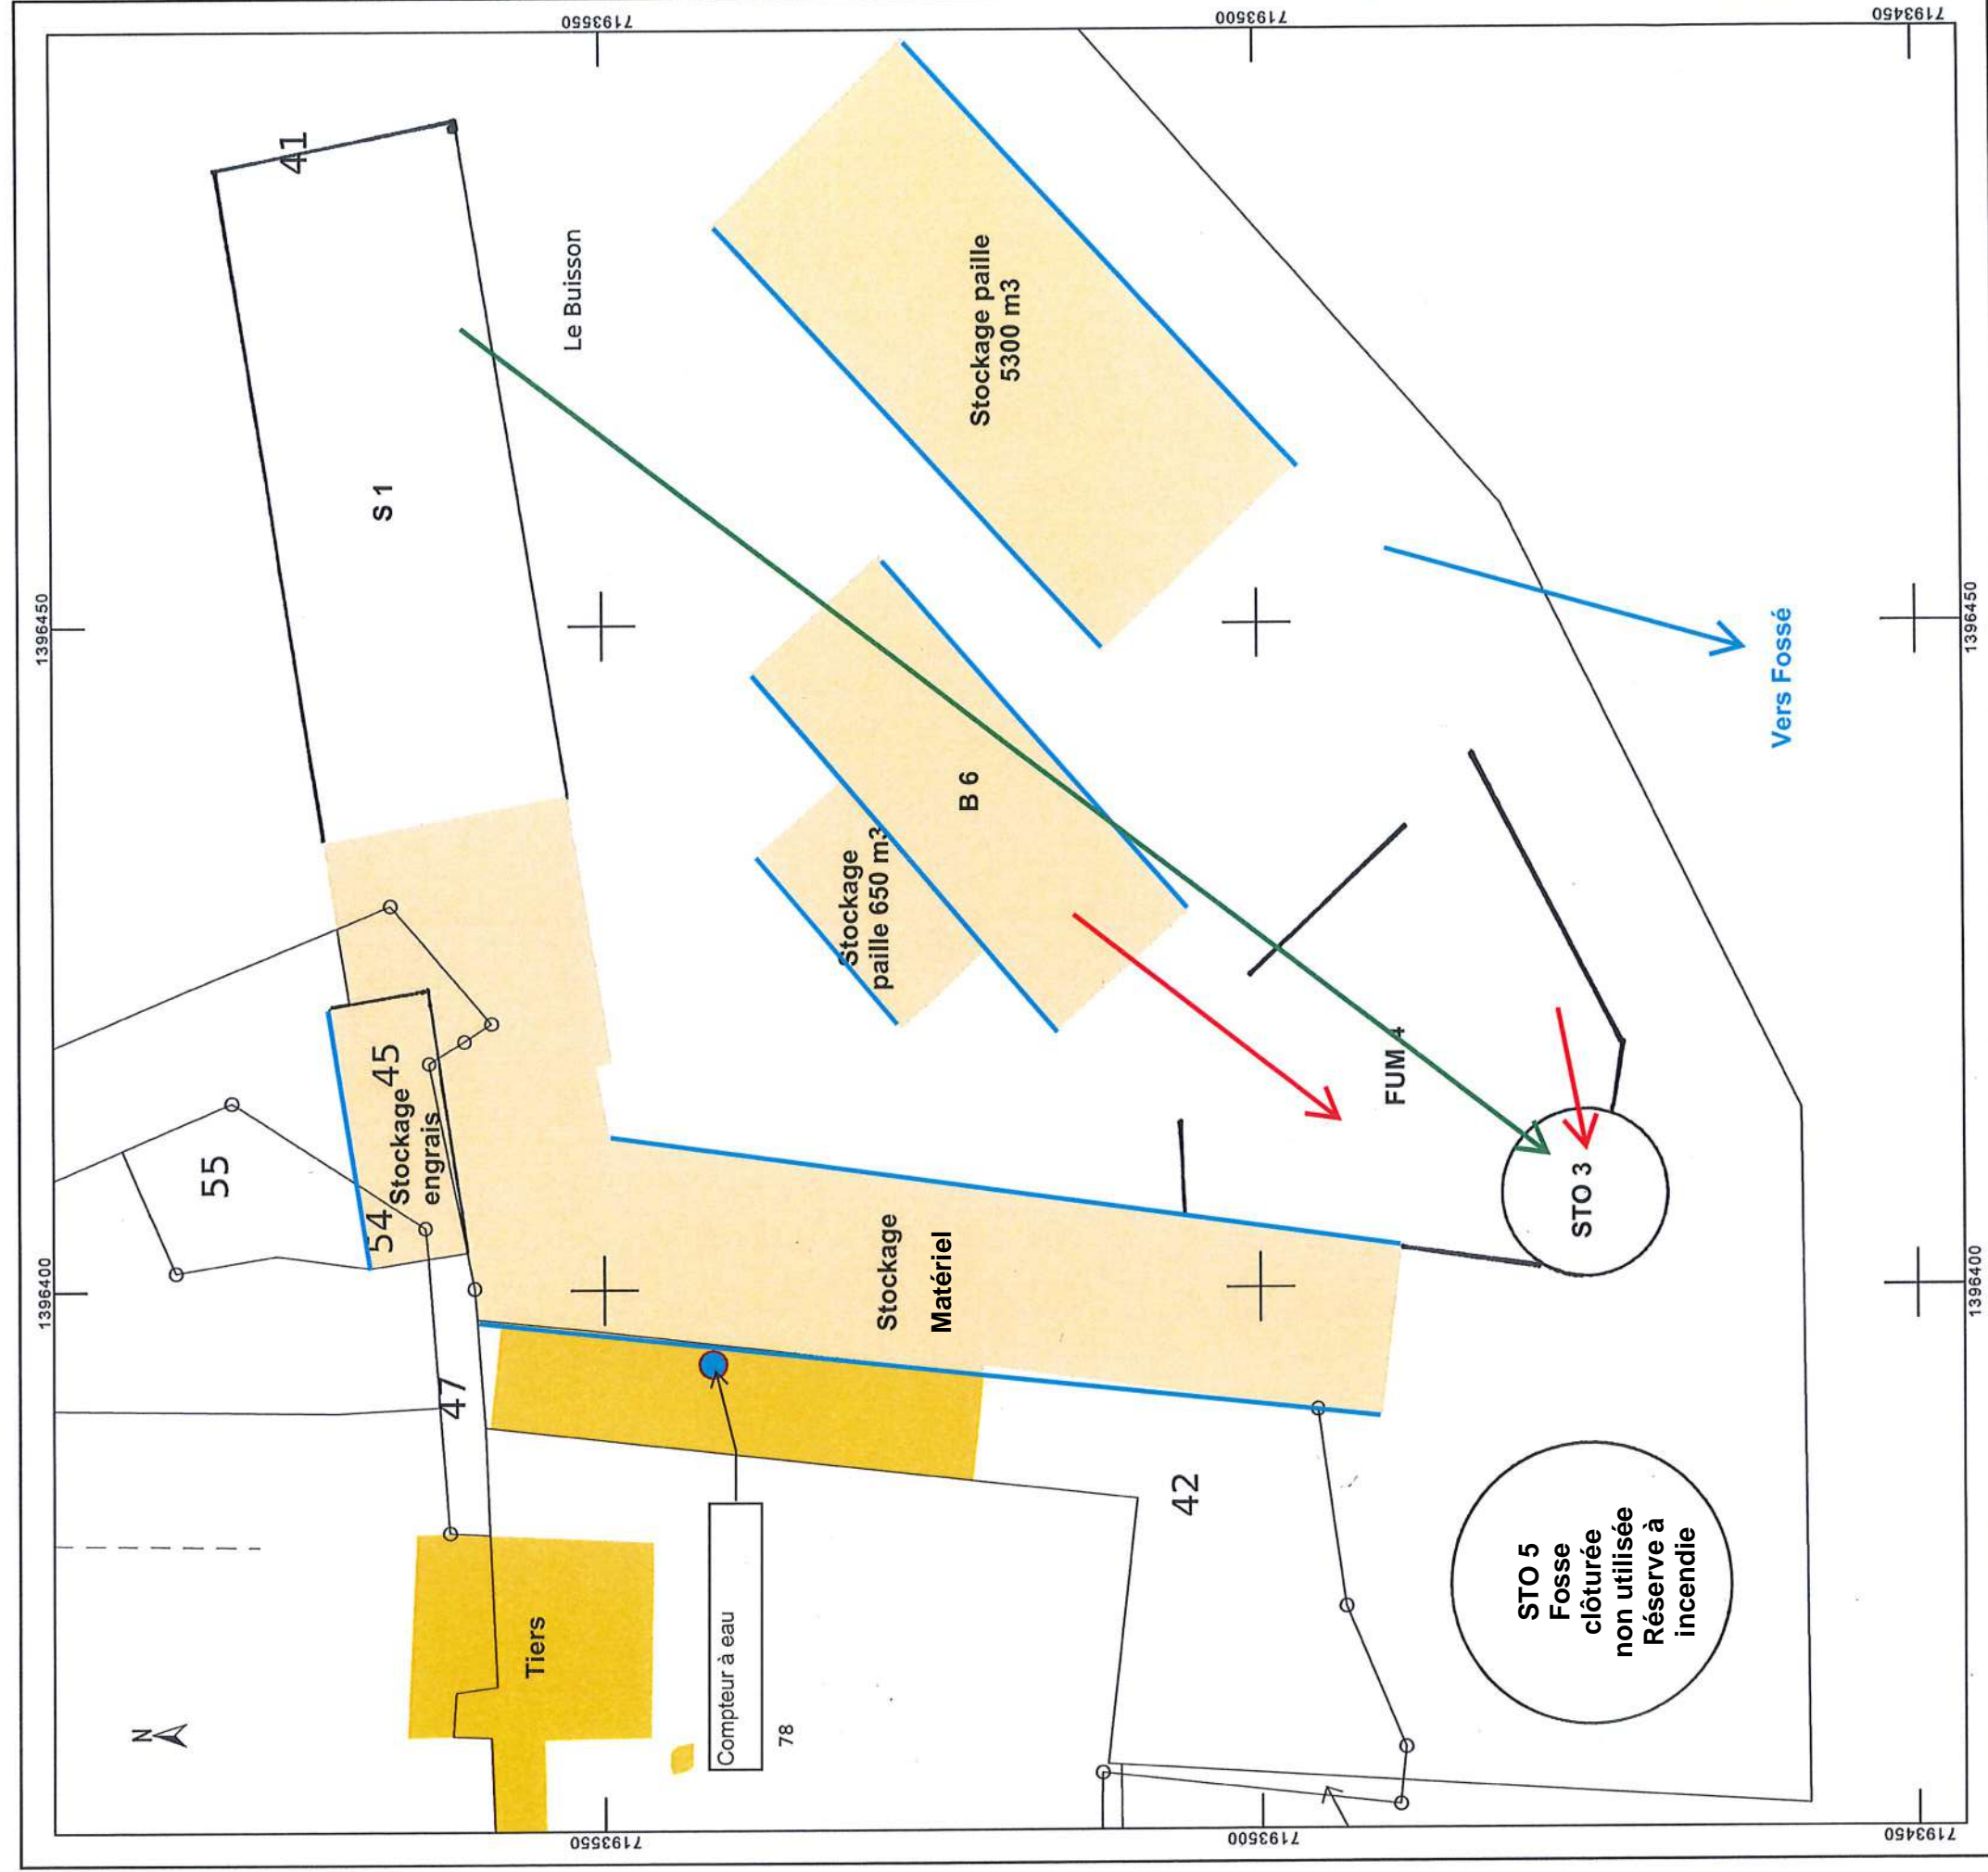 7193550
7193500
7193450
41
S 1
Le Buisson
Stockage paille
5300 m3
1396450
1396450
Vers Fossé
B 6
Stockage
paille 650 m3
45
Stockage
engrais
54
55
FUM 4
STO 3
Stockage
Matériel
1396400
1396400
47
42
Tiers
Compteur à eau
78
N
STO 5
Fosse
clôturée
non utilisée
Réserve à
incendie
7193550
7193500
7193450